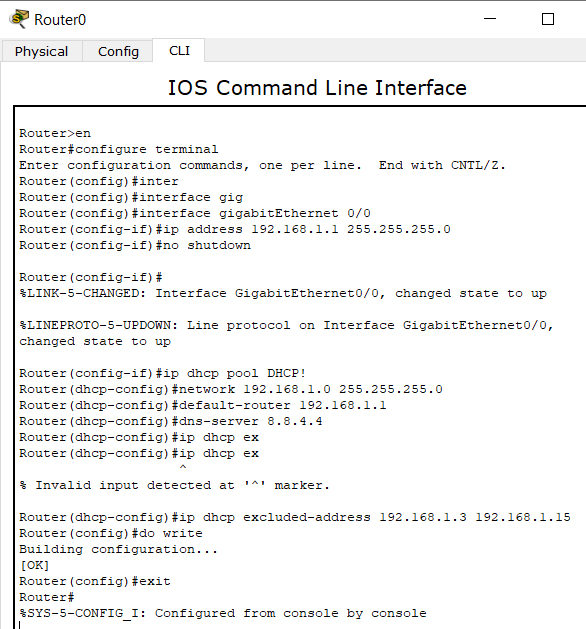 Router0
Physical Config CLI
IOS Command Line Interface
Router>en
Router#configure terminal
Enter configuration commands, one per line.  End with CNTL/Z.
Router(config)#inter
Router(config)#interface gig
Router(config)#interface gigabitEthernet 0/0
Router(config-if)#ip address 192.168.1.1 255.255.255.0
Router(config-if)#no shutdown
Router(config-if)#
%LINK-5-CHANGED: Interface GigabitEthernet0/0, changed state to up
%LINEPROTO-5-UPDOWN: Line protocol on Interface GigabitEthernet0/0,
changed state to up
Router(config-if)#ip dhcp pool DHCP!
Router(dhcp-config)#network 192.168.1.0 255.255.255.0
Router(dhcp-config)#default-router 192.168.1.1
Router(dhcp-config)#dns-server 8.8.4.4
Router(dhcp-config)#ip dhcp ex
Router(dhcp-config)#ip dhcp ex
^
% Invalid input detected at '^' marker.
Router(dhcp-config)#ip dhcp excluded-address 192.168.1.3 192.168.1.15
Router(config)#do write
Building configuration...
[OK]
Router(config)#exit
Router#
%SYS-5-CONFIG_I: Configured from console by console